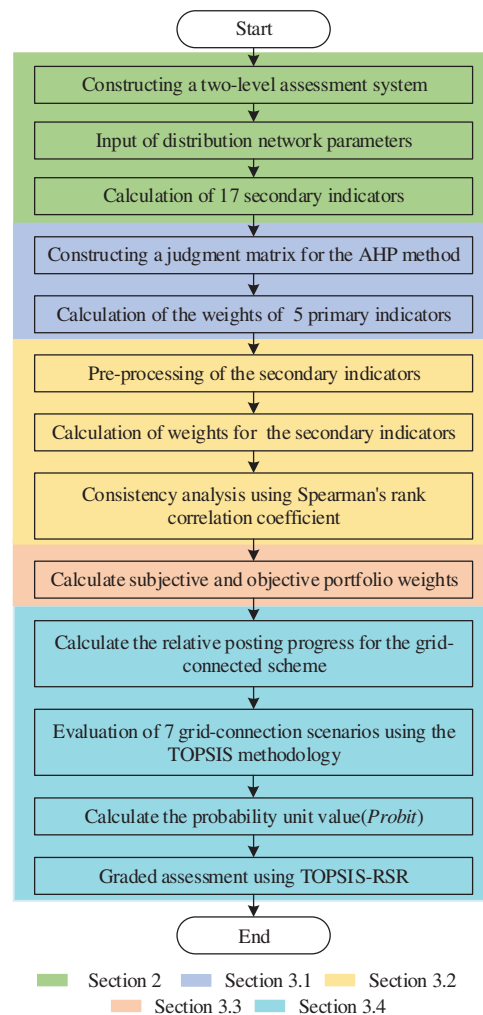 Start
Constructing a two-level assessment system
Input of distribution network parameters
Calculation of 17 secondary indicators
Constructing a judgment matrix for the AHP method
Calculation of the weights of 5 primary indicators
Pre-processing of the secondary indicators
Calculation of weights for the secondary indicators
Consistency analysis using Spearman's rank
correlation coefficient
Calculate subjective and objective portfolio weights
Calculate the relative posting progress for the grid-
connected scheme
Evaluation of 7 grid-connection scenarios using the
TOPSIS methodology
Calculate the probability unit value(Probit)
Graded assessment using TOPSIS-RSR
End
Section 2 Section 3.1 Section 3.2
Section 3.3 Section 3.4